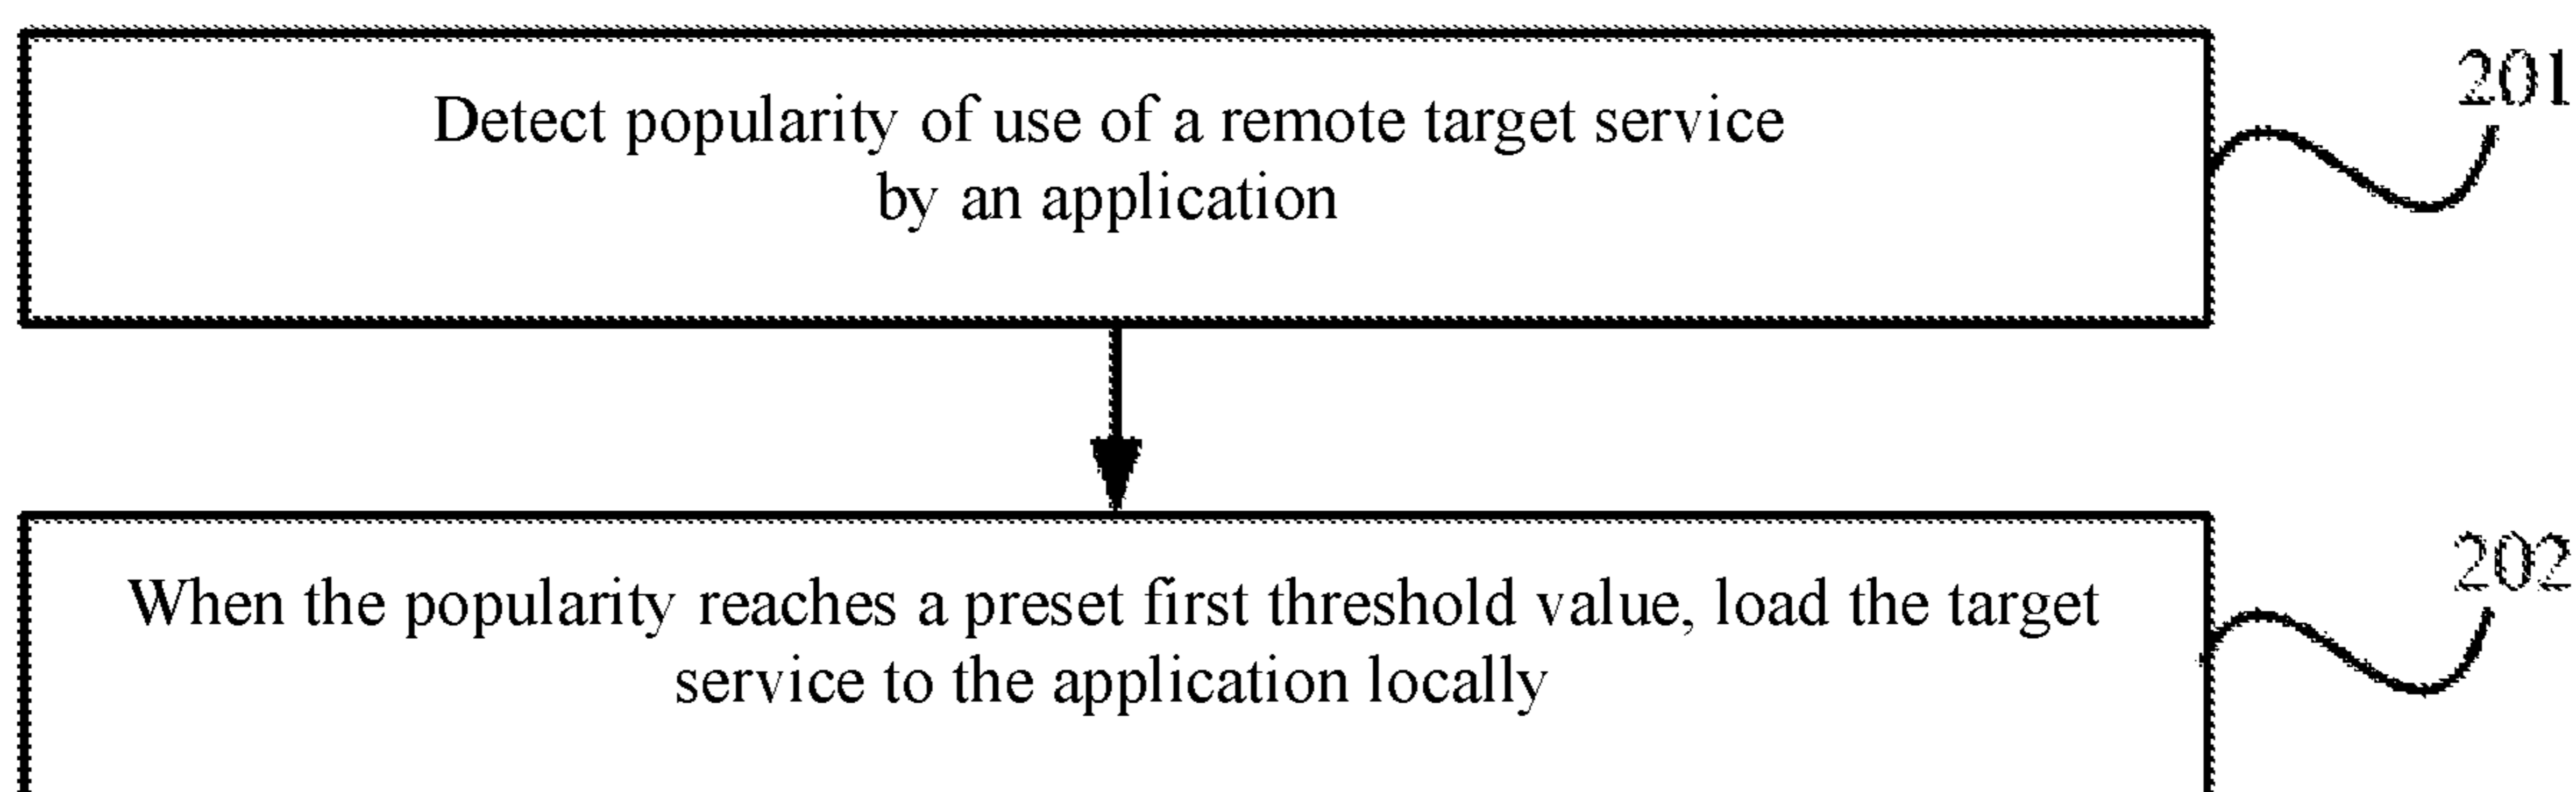 201
Detect popularity of use of a remote target service
by an application
202
When the popularity reaches a preset first threshold value, load the target
service to the application locally